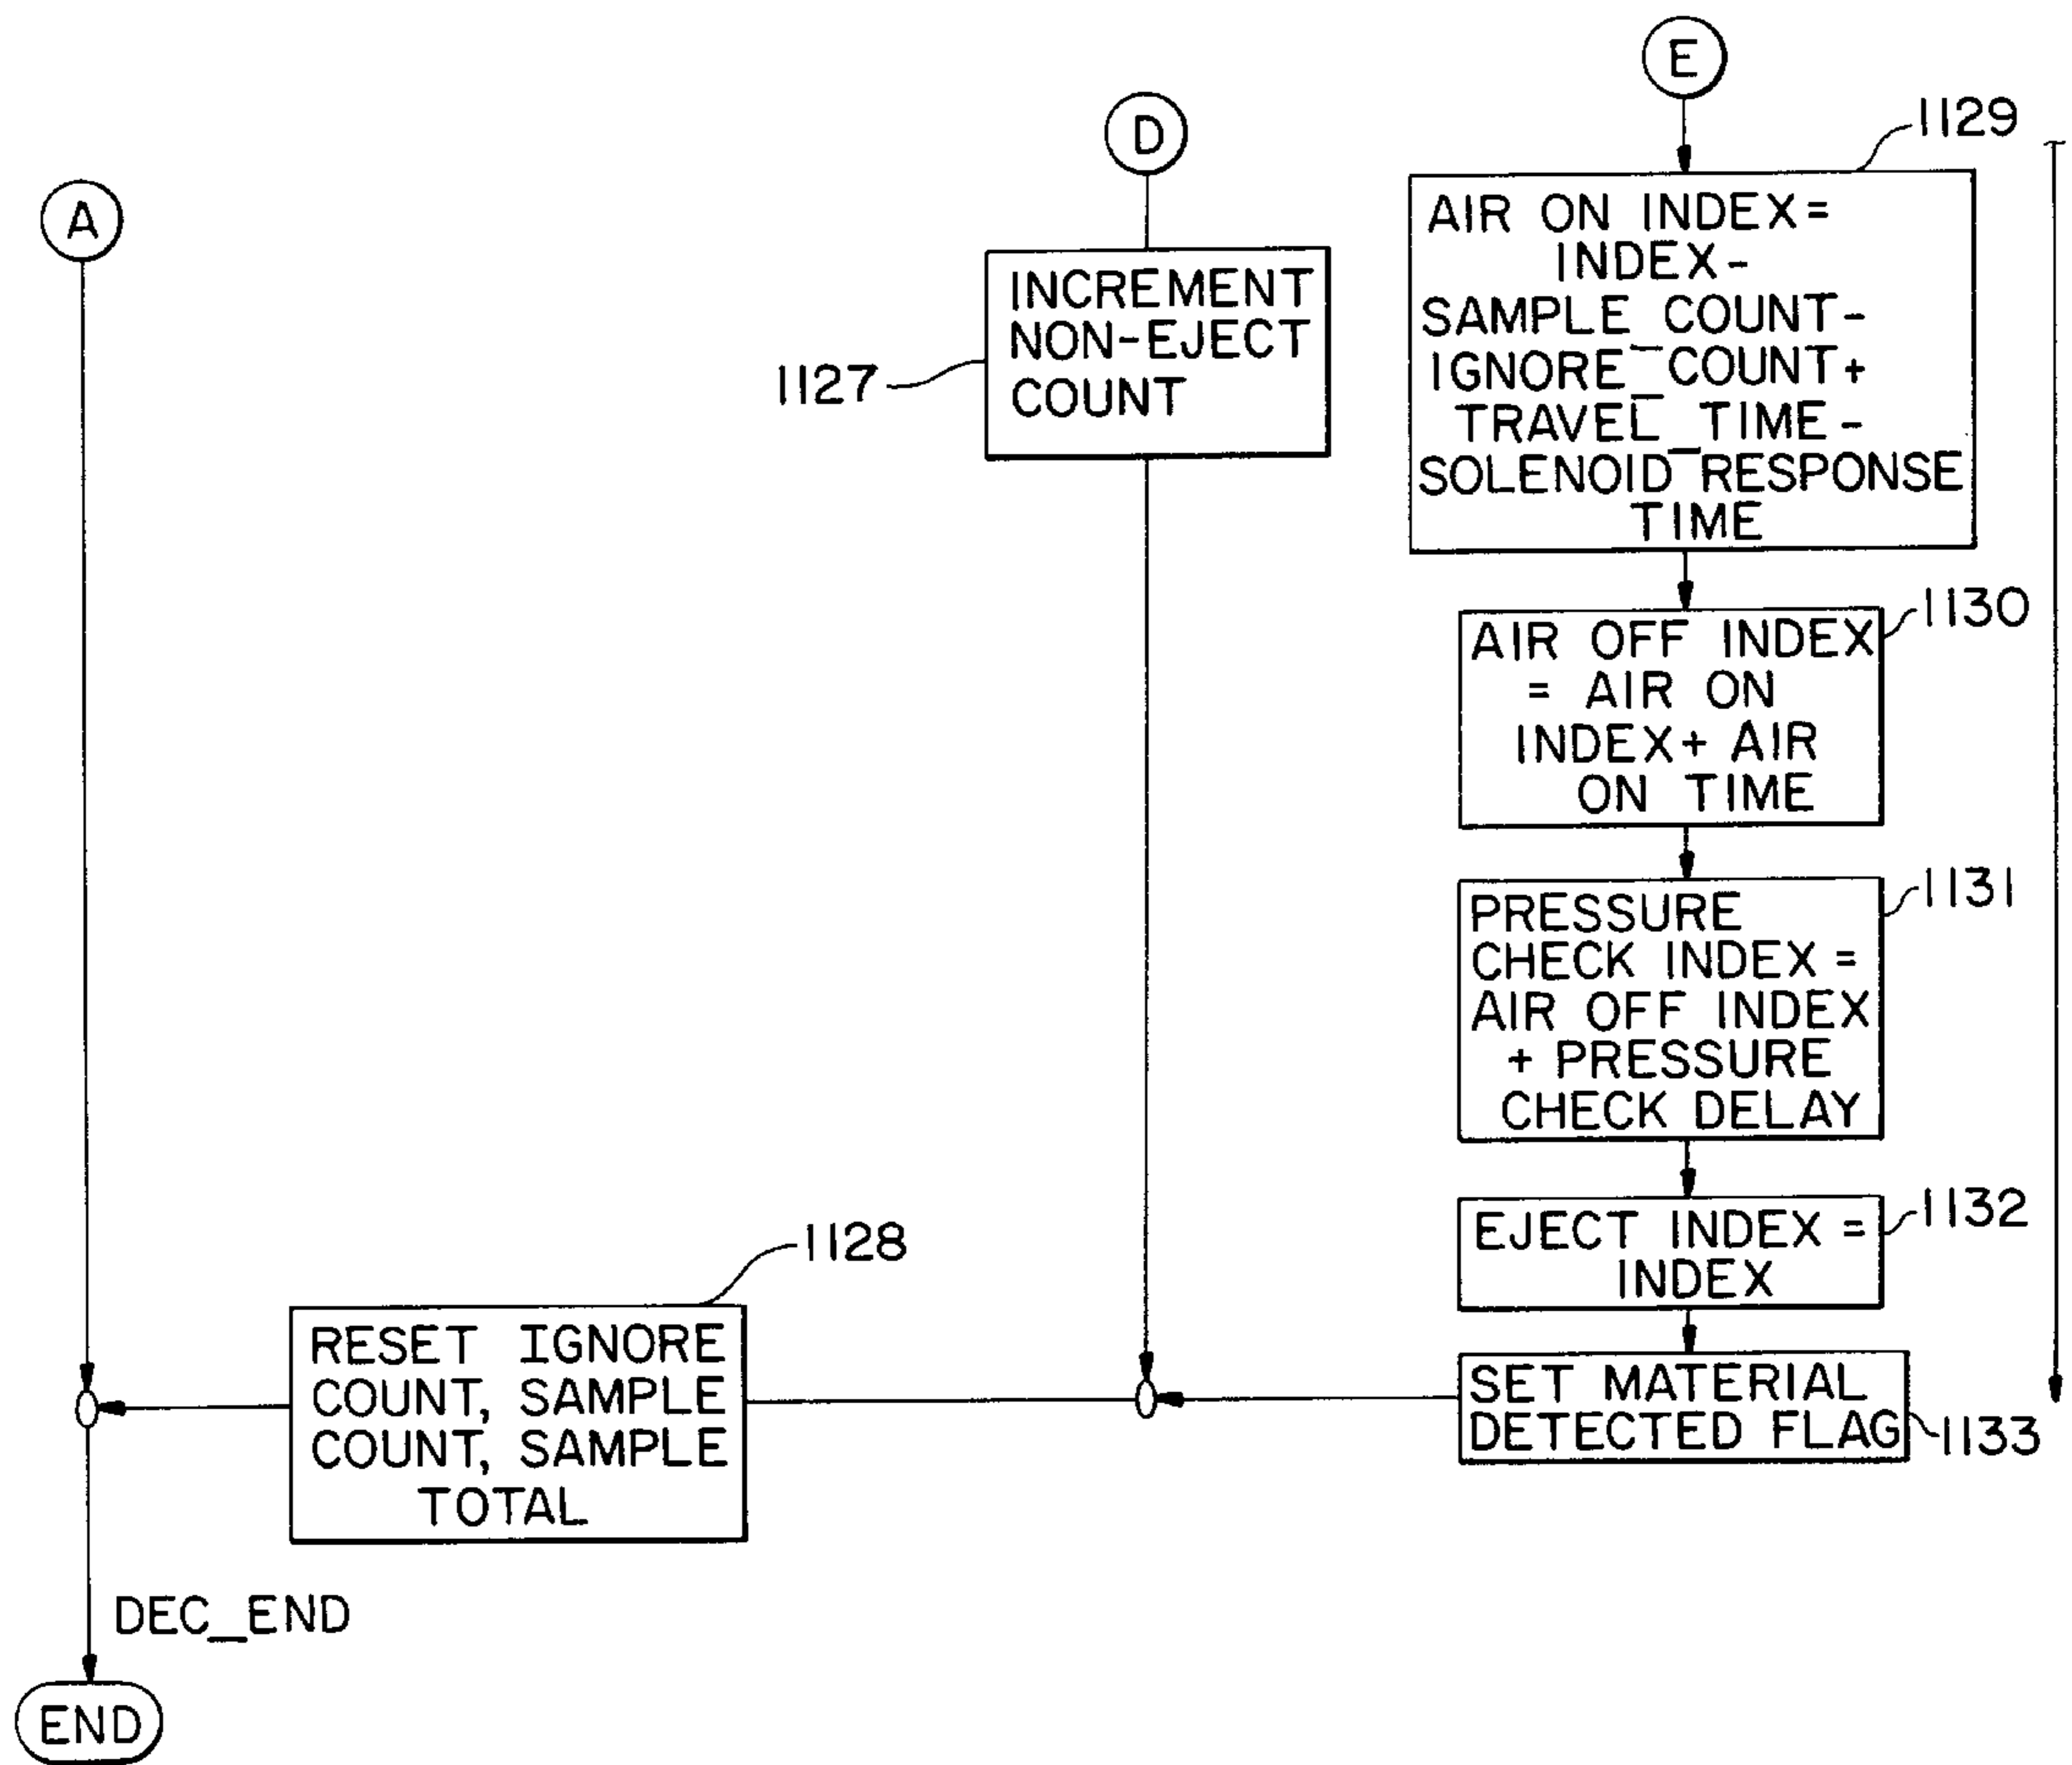 E
1129
D
A
AIR ON INDEX=
INDEX-
SAMPLE_COUNT-
IGNORE_COUNT+
TRAVEL_TIME-
SOLENOID_RESPONSE
TIME
INCREMENT
NON-EJECT
COUNT
1127
1130
AIR OFF INDEX
= AIR ON
INDEX+ AIR
ON TIME
1131
PRESSURE
CHECK INDEX =
AIR OFF INDEX
+ PRESSURE
CHECK DELAY
1132
EJECT INDEX =
INDEX
1128
RESET IGNORE
COUNT, SAMPLE
COUNT, SAMPLE
TOTAL
SET MATERIAL
DETECTED FLAG
1133
DEC_END
END